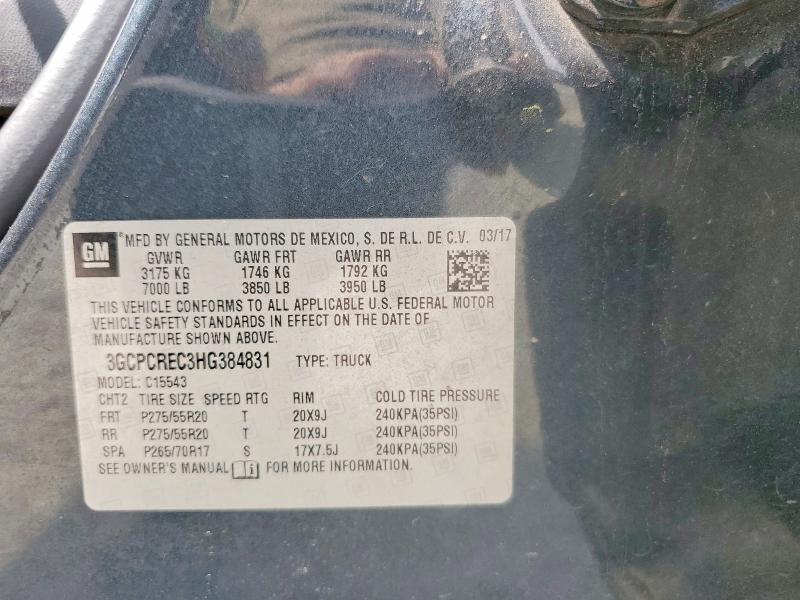 GM ®MFD BY GENERAL MOTORS DE MEXICO, S. DE R.L. DE C.V. 03/17
GVWR GAWR FRT GAWR RR
3175 KG 1746 KG 1792 KG
7000 LB 3850 LB 3950 LB
THIS VEHICLE CONFORMS TO ALL APPLICABLE U.S. FEDERAL MOTOR
VEHICLE SAFETY STANDARDS IN EFFECT ON THE DATE OF
MANUFACTURE SHOWN ABOVE.
3GCPCREC3HG384831 TYPE: TRUCK
MODEL: C15543
CHT2 TIRE SIZE SPEED RTG RIM COLD TIRE PRESSURE
FRT P275/55R20 T 20X9J 240KPA(35PSI)
RR P275/55R20 T 20X9J 240KPA(35PSI)
SPA P265/70R17 S 17X7.5J 240KPA(35PSI)
SEE OWNER'S MANUAL i FOR MORE INFORMATION.